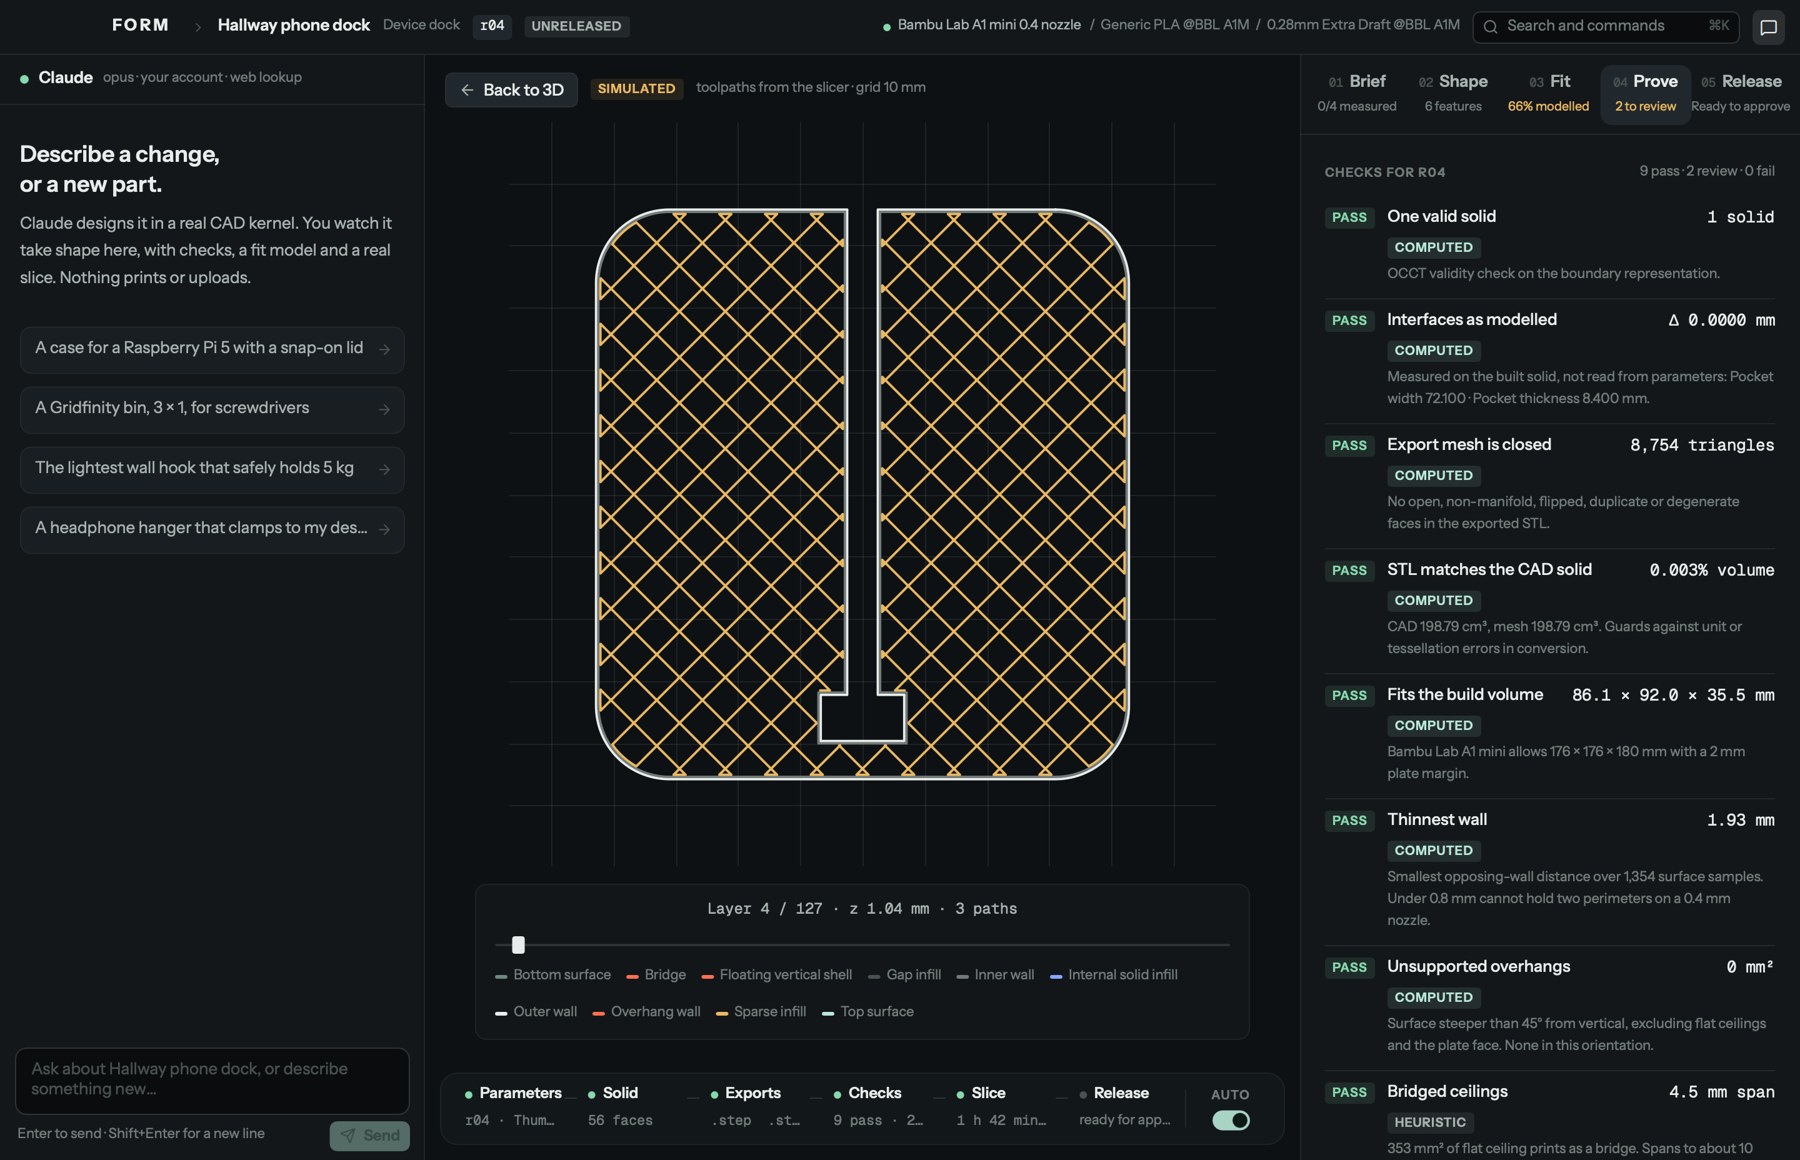 FORM
Hallway phone dock Device dock r04 UNRELEASED
Bambu Lab A1 mini 0.4 nozzle / Generic PLA @BBL A1M / 0.28mm Extra Draft @BBL A1M
Search and commands ⌘K
Claude opus · your account · web lookup
Describe a change,
or a new part.
Claude designs it in a real CAD kernel. You watch it
take shape here, with checks, a fit model and a real
slice. Nothing prints or uploads.
A case for a Raspberry Pi 5 with a snap-on lid →
A Gridfinity bin, 3 × 1, for screwdrivers →
The lightest wall hook that safely holds 5 kg →
A headphone hanger that clamps to my des... →
Ask about Hallway phone dock, or describe
something new...
Enter to send · Shift+Enter for a new line
Send
← Back to 3D
SIMULATED
toolpaths from the slicer · grid 10 mm
Layer 4 / 127 · z 1.04 mm · 3 paths
Bottom surface Bridge Floating vertical shell Gap infill Inner wall Internal solid infill
Outer wall Overhang wall Sparse infill Top surface
Parameters Solid Exports Checks Slice Release AUTO
r04 · Thum... 56 faces .step .st... 9 pass · 2... 1 h 42 min... ready for app...
01 Brief 02 Shape 03 Fit 04 Prove 05 Release
0/4 measured 6 features 66% modelled 2 to review Ready to approve
CHECKS FOR R04 9 pass · 2 review · 0 fail
PASS One valid solid 1 solid
COMPUTED
OCCT validity check on the boundary representation.
PASS Interfaces as modelled Δ 0.0000 mm
COMPUTED
Measured on the built solid, not read from parameters: Pocket
width 72.100 · Pocket thickness 8.400 mm.
PASS Export mesh is closed 8,754 triangles
COMPUTED
No open, non-manifold, flipped, duplicate or degenerate
faces in the exported STL.
PASS STL matches the CAD solid 0.003% volume
COMPUTED
CAD 198.79 cm³, mesh 198.79 cm³. Guards against unit or
tessellation errors in conversion.
PASS Fits the build volume 86.1 × 92.0 × 35.5 mm
COMPUTED
Bambu Lab A1 mini allows 176 × 176 × 180 mm with a 2 mm
plate margin.
PASS Thinnest wall 1.93 mm
COMPUTED
Smallest opposing-wall distance over 1,354 surface samples.
Under 0.8 mm cannot hold two perimeters on a 0.4 mm
nozzle.
PASS Unsupported overhangs 0 mm²
COMPUTED
Surface steeper than 45° from vertical, excluding flat ceilings
and the plate face. None in this orientation.
PASS Bridged ceilings 4.5 mm span
HEURISTIC
353 mm² of flat ceiling prints as a bridge. Spans to about 10